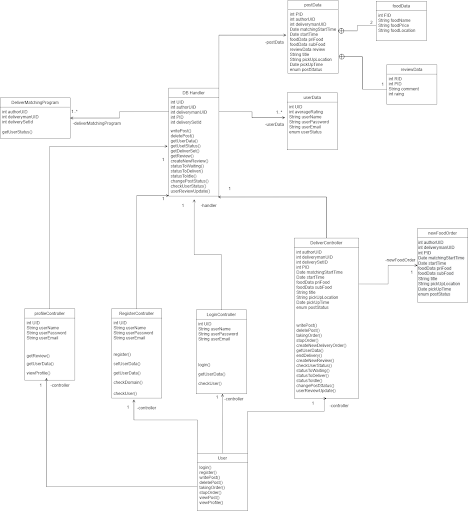 postData
int PID
int authorUID
int deliverymanUID
Date matchingStartTime
Date startTime
foodData priFood
foodData subFood
reviewData review
String title
String pickUpLocation
Date pickUpTime
enum postStatus
foodData
int FID
String foodName
int foodPrice
String foodLocation
2
reviewData
int RID
int PID
String comment
int rating
1
-postData
DB Handler
int UID
int authorUID
int deliverymanUID
int PID
int deliverySetId
writePost()
deletePost()
getUserData()
getUserStatus()
getDeliverSet()
getReview()
createNewReview()
statusToWaiting()
statusToDeliver()
statusToIdle()
changePostStatus()
checkUserStatus()
userReviewUpdate()
DeliverMatchingProgram
int authorUID
int deliverymanUID
int deliverySetId
getUserStatus()
1..*
-deliverMatchingProgram
userData
int UID
int averageRating
String userName
String userPassword
String userEmail
enum userStatus
1..*
-userData
1
1
1
1
-handler
DeliverController
int authorUID
int deliverymanUID
int deliverySetID
int PID
Date matchingStartTime
Date startTime
foodData priFood
foodData subFood
String title
String pickUpLocation
Date pickUpTime
enum postStatus
writePost()
deletePost()
takingOrder()
stopOrder()
createNewDeliveryOrder()
getUserData()
endDelivery()
createNewReview()
checkUserStatus()
statusToWaiting()
statusToDeliver()
statusToIdle()
changePostStatus()
userReviewUpdate()
newFoodOrder
int authorUID
int deliverymanUID
int PID
Date matchingStartTime
Date startTime
foodData priFood
foodData subFood
String title
String pickUpLocation
Date pickUpTime
enum postStatus
-newFoodOrder
1
profileController
int UID
String userName
String userPassword
String userEmail
getReview()
getUserData()
viewProfile()
RegisterController
int UID
String userName
String userPassword
String userEmail
register()
setUserData()
getUserData()
checkDomain()
checkUser()
LoginController
int UID
String userName
String userPassword
String userEmail
login()
getUserData()
checkUser()
1
-controller
1
-controller
1
-controller
1
-controller
User
login()
register()
writePost()
deletePost()
takingOrder()
stopOrder()
viewPost()
viewProfile()